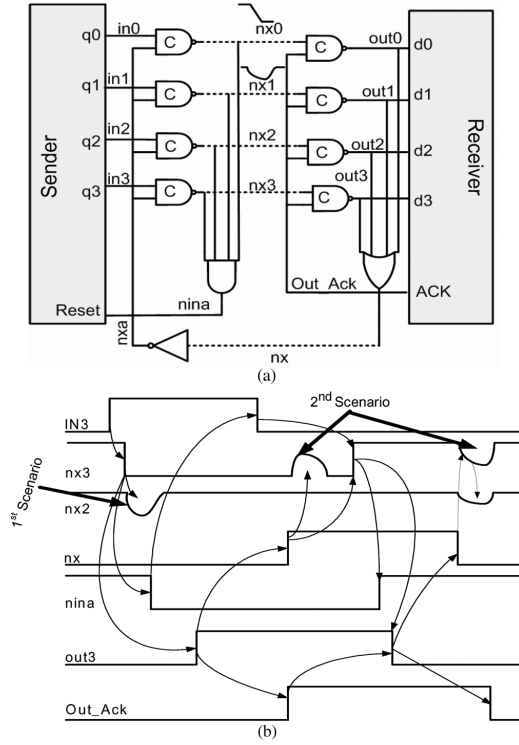 Sender
q0
in0
C
nx0
C
out0
d0
q1
in1
C
nx1
C
out1
d1
q2
in2
C
nx2
C
out2
d2
q3
in3
C
nx3
C
out3
d3
Receiver
Reset
nina
Out_Ack
ACK
nxa
nx
(a)
2nd Scenario
IN3
nx3
1st Scenario
nx2
nx
nina
out3
Out_Ack
(b)